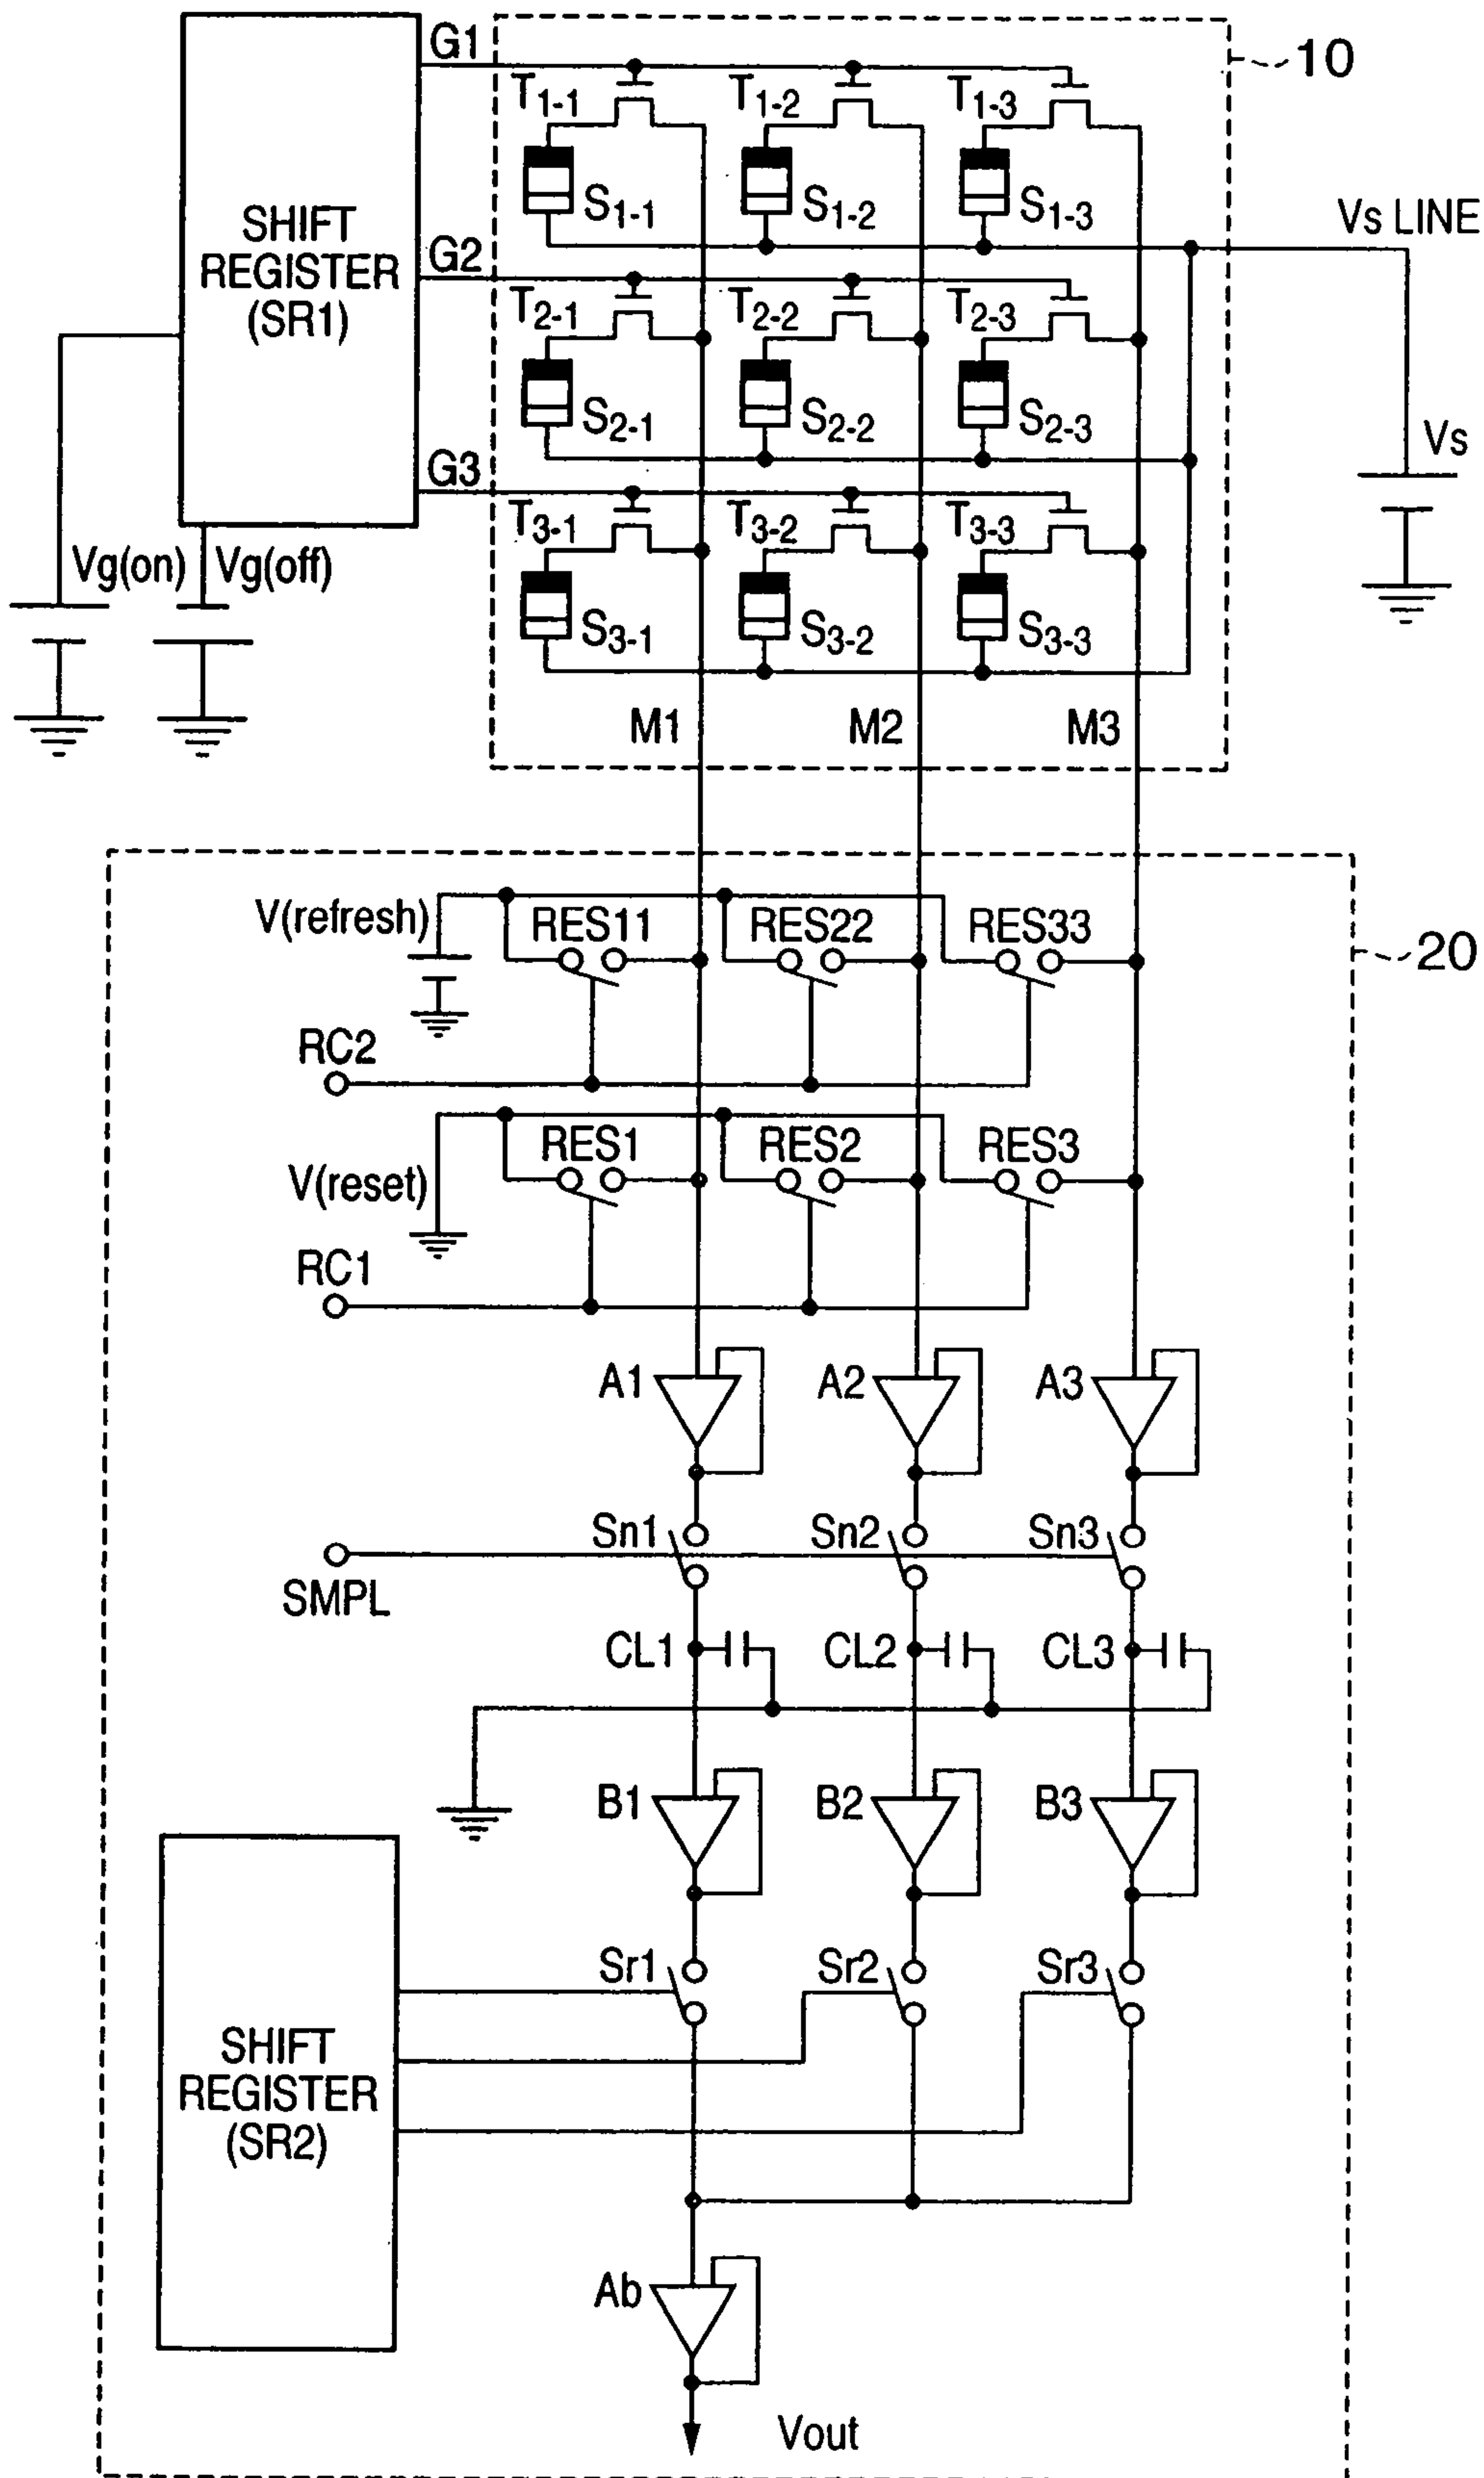 G1
10
T1-1
T1-2
T1-3
S1-1
S1-2
S1-3
SHIFT
REGISTER
(SR1)
Vs LINE
G2
T2-1
T2-2
T2-3
S2-1
S2-2
S2-3
Vs
G3
T3-1
T3-2
T3-3
Vg(on)
Vg(off)
S3-1
S3-2
S3-3
M1
M2
M3
V(refresh)
RES11
RES22
RES33
20
RC2
V(reset)
RES1
RES2
RES3
RC1
A1
A2
A3
Sn1
Sn2
Sn3
SMPL
CL1
CL2
CL3
B1
B2
B3
Sr1
Sr2
Sr3
SHIFT
REGISTER
(SR2)
Ab
Vout